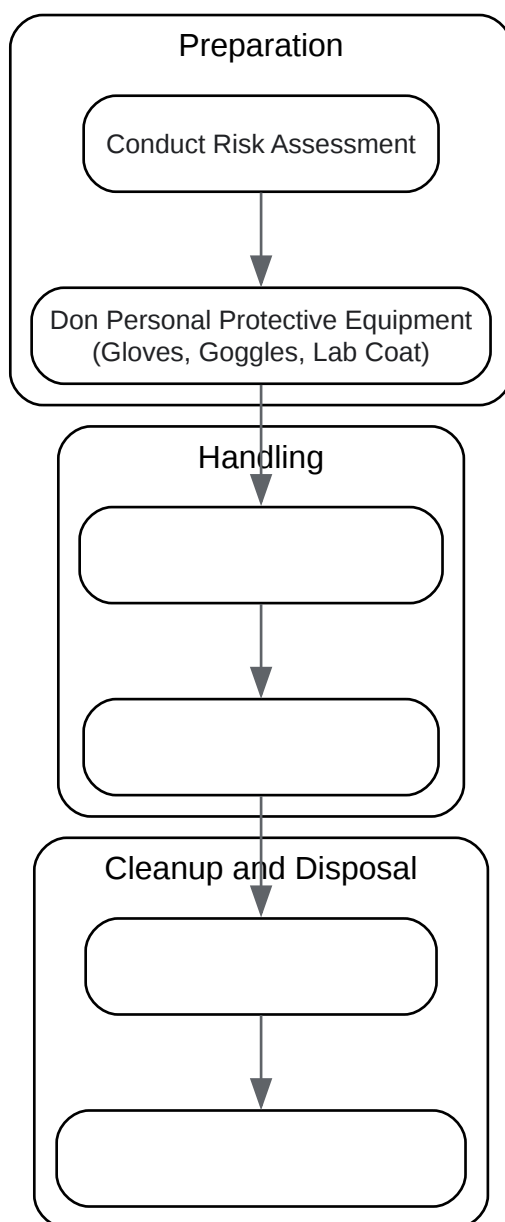 Preparation
Conduct Risk Assessment
Don Personal Protective Equipment
(Gloves, Goggles, Lab Coat)
Handling
Cleanup and Disposal